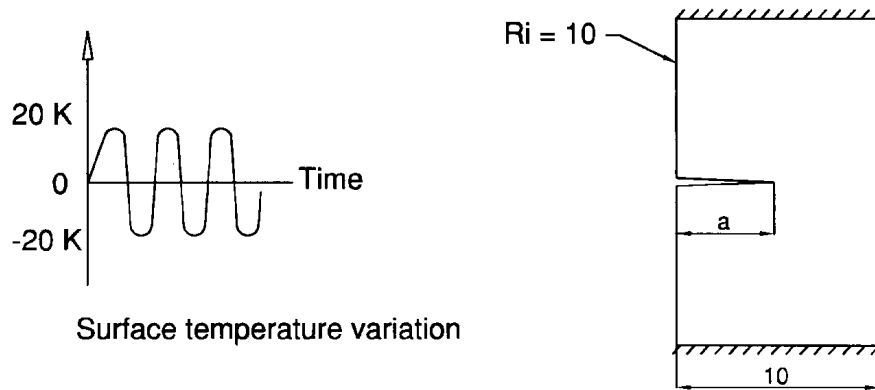 Ri = 10
20 K
0
Time
-20 K
a
Surface temperature variation
10